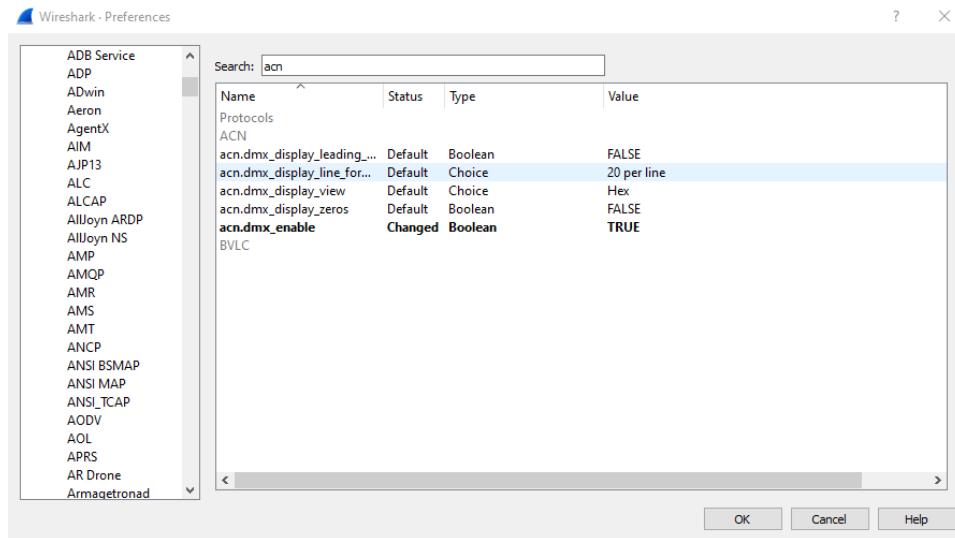 Wireshark · Preferences
?
ADB Service
ADP
ADwin
Aeron
AgentX
AIM
AJP13
ALC
ALCAP
AllJoyn ARDP
AllJoyn NS
AMP
AMQP
AMR
AMS
AMT
ANCP
ANSI BSMAP
ANSI MAP
ANSI_TCAP
AODV
AOL
APRS
AR Drone
Armagetronad
Search: acn
Name Status Type Value
Protocols
ACN
acn.dmx_display_leading_... Default Boolean FALSE
acn.dmx_display_line_for... Default Choice 20 per line
acn.dmx_display_view Default Choice Hex
acn.dmx_display_zeros Default Boolean FALSE
acn.dmx_enable Changed Boolean TRUE
BVLC
OK Cancel Help